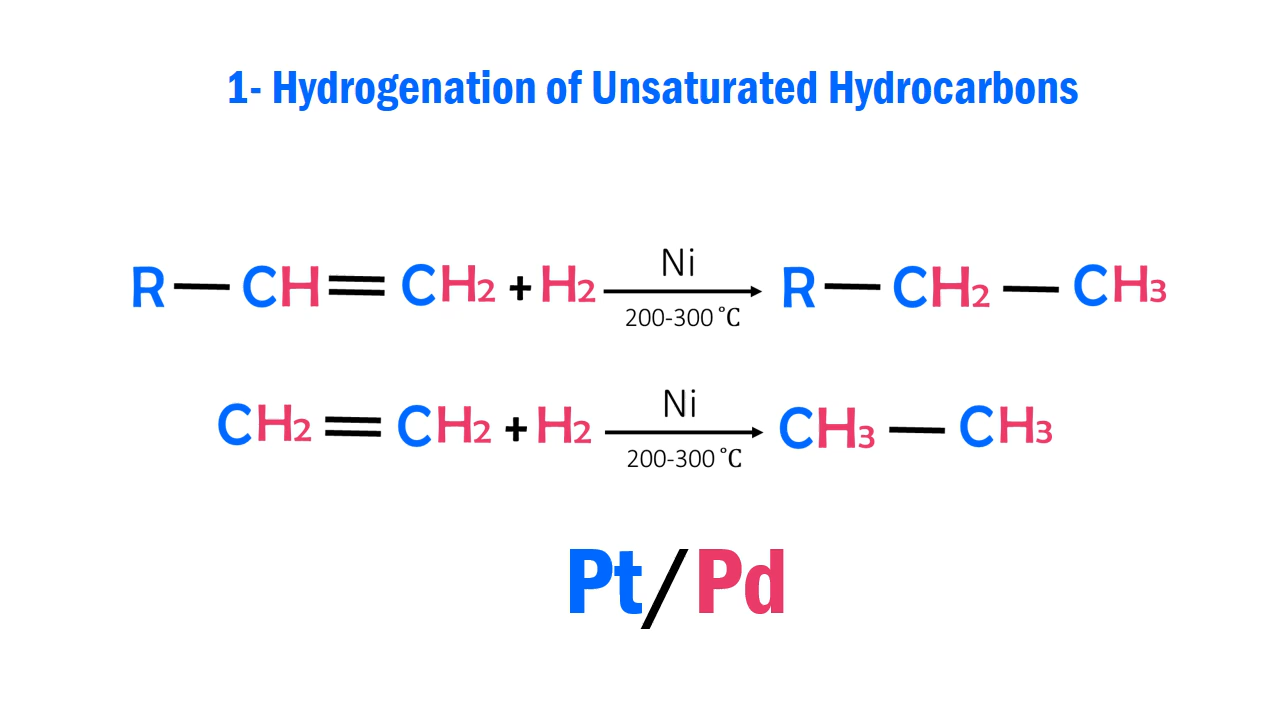 1- Hydrogenation of Unsaturated Hydrocarbons
Ni
R — CH = CH2 + H2 → R — CH2 — CH3
200-300 °C
Ni
CH2 = CH2 + H2 → CH3 — CH3
200-300 °C
Pt/Pd